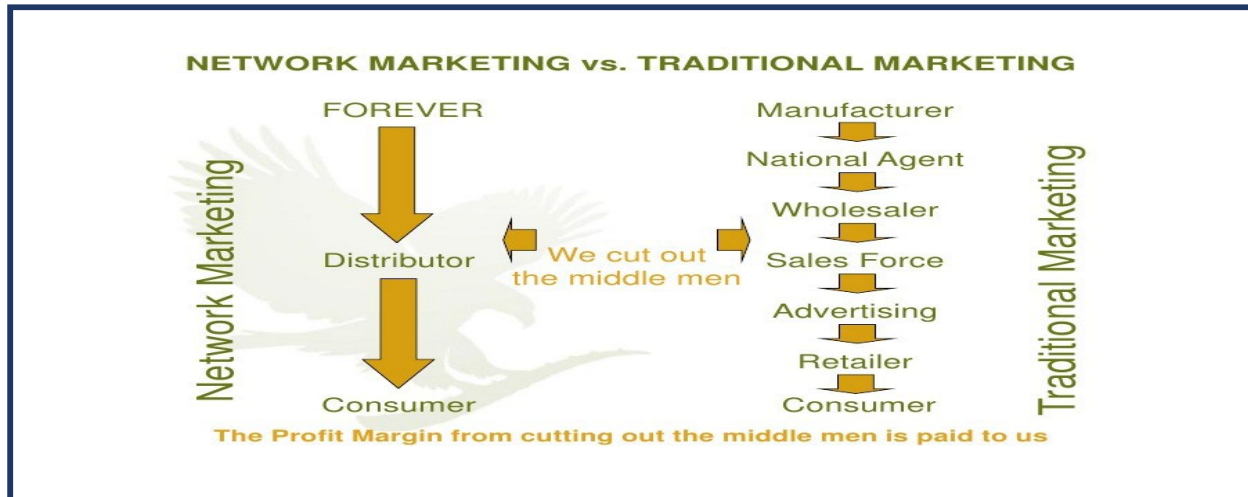 NETWORK MARKETING vs. TRADITIONAL MARKETING
Network Marketing
FOREVER
Distributor
Consumer
We cut out
the middle men
Manufacturer
National Agent
Wholesaler
Sales Force
Advertising
Retailer
Consumer
Traditional Marketing
The Profit Margin from cutting out the middle men is paid to us